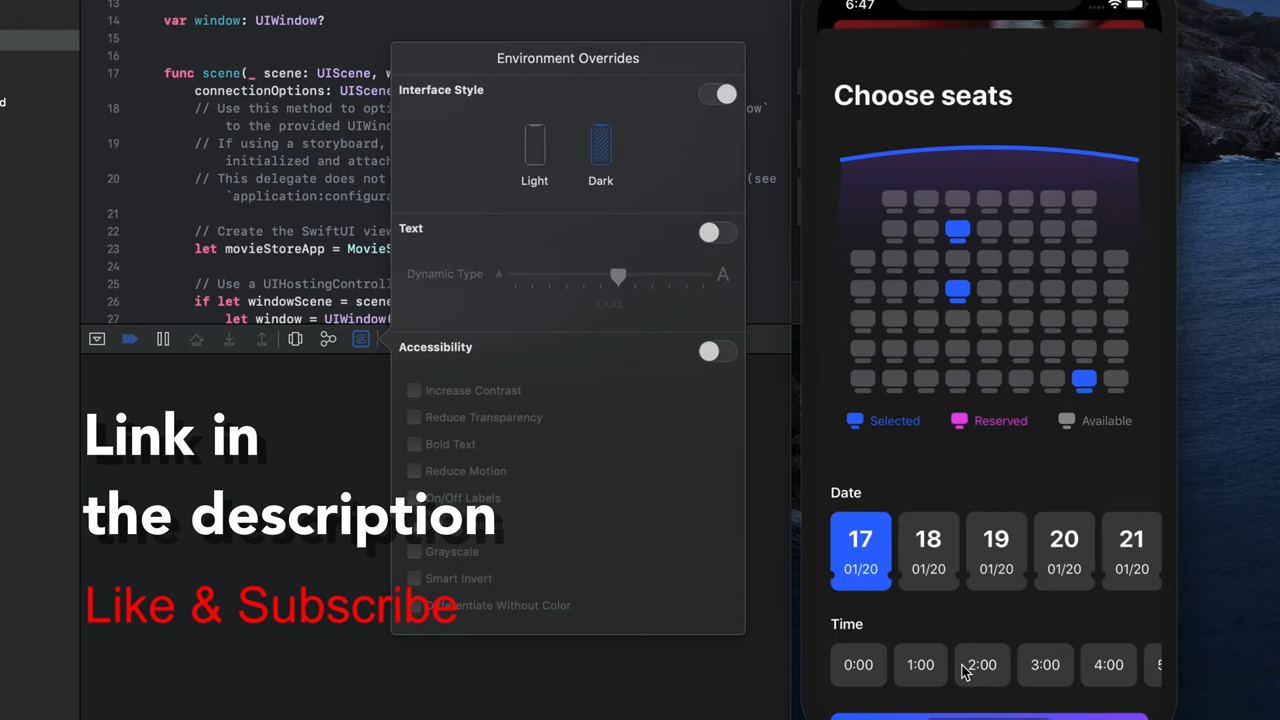 13
14 var window: UIWindow?
15
16
17 func scene(_ scene: UIScene, w
connectionOptions: UIScene
18 // Use this method to opti
ow`
to the provided UIWind
19 // If using a storyboard,
initialized and attach
20 // This delegate does not
(see
`application:configura
21
22 // Create the SwiftUI view
23 let movieStoreApp = MovieS
24
25 // Use a UIHostingControll
26 if let windowScene = scene
27 let window = UIWindow(
d
Environment Overrides
Interface Style
Light
Dark
Text
Dynamic Type
A
A
XXXL
Accessibility
Increase Contrast
Reduce Transparency
Bold Text
Reduce Motion
On/Off Labels
Grayscale
Smart Invert
Differentiate Without Color
Link in
the description
Like & Subscribe
6:47
Choose seats
Selected
Reserved
Available
Date
17 18 19 20 21
01/20 01/20 01/20 01/20 01/20
Time
0:00 1:00 2:00 3:00 4:00 5